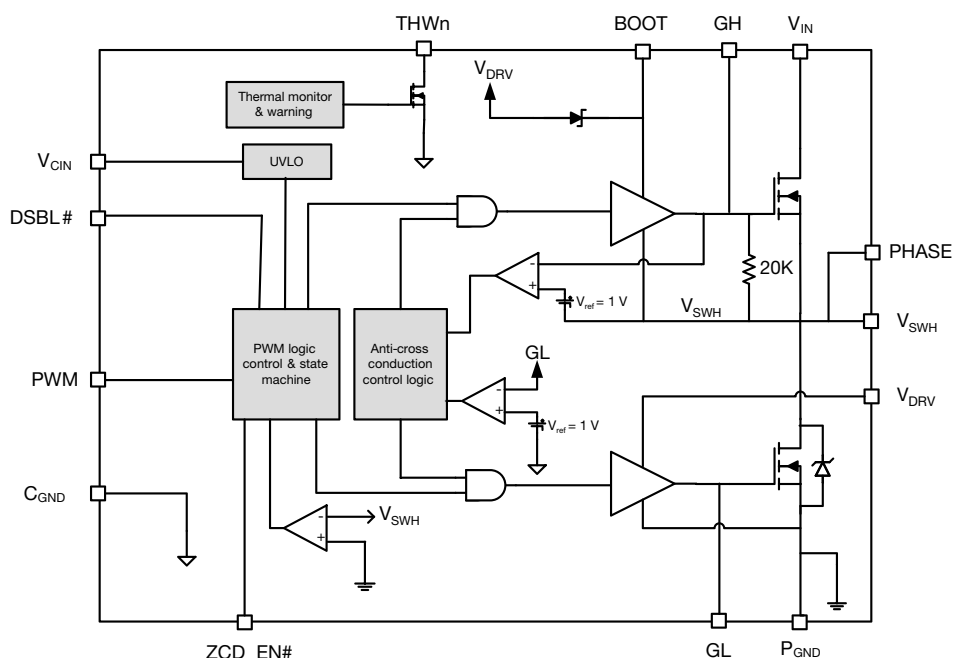 THWn
BOOT
GH
V_IN
V_DRV
Thermal monitor
& warning
V_CIN
UVLO
DSBL#
PHASE
20K
V_ref = 1 V
V_SWH
V_SWH
PWM logic
control & state
machine
Anti-cross
conduction
control logic
GL
PWM
V_DRV
V_ref = 1 V
C_GND
V_SWH
ZCD_EN#
GL
P_GND